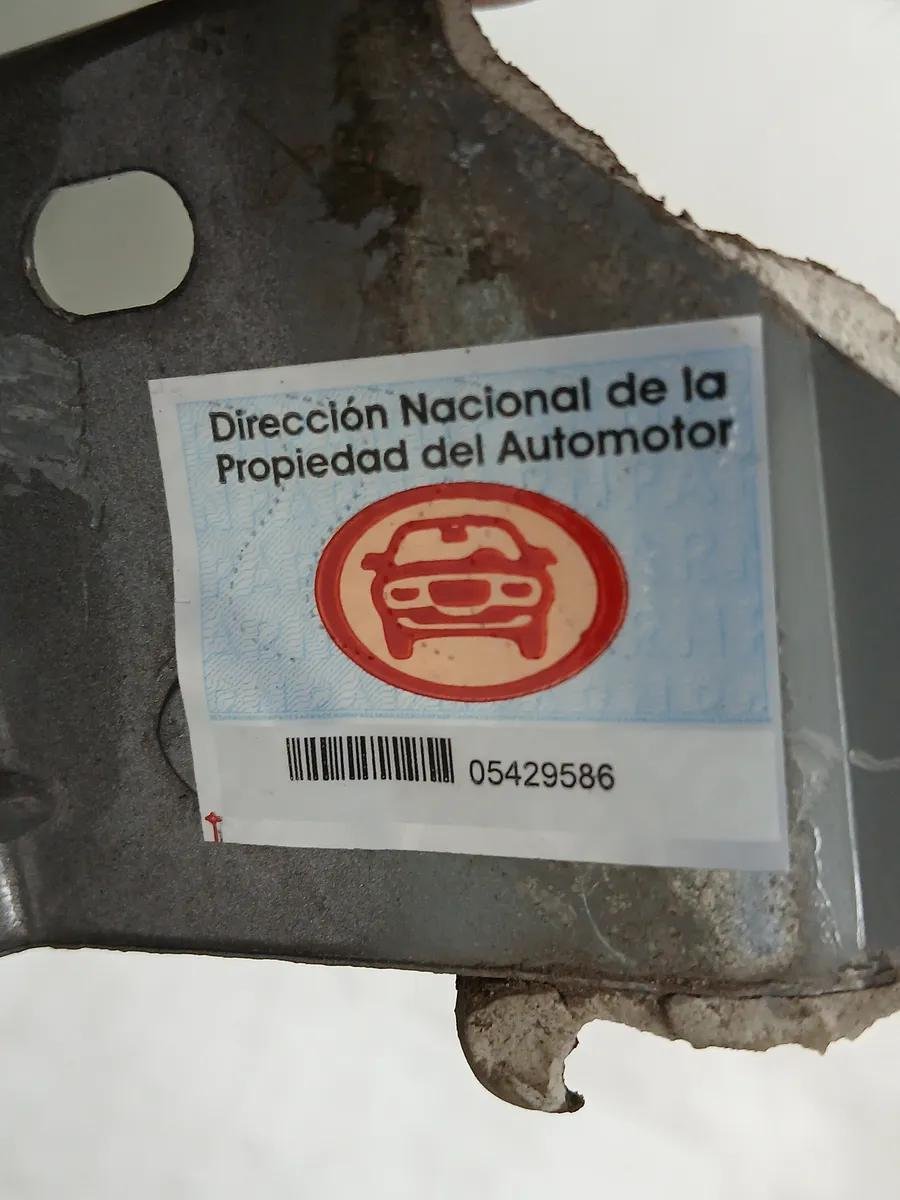 Dirección Nacional de la
Propiedad del Automotor
05429586